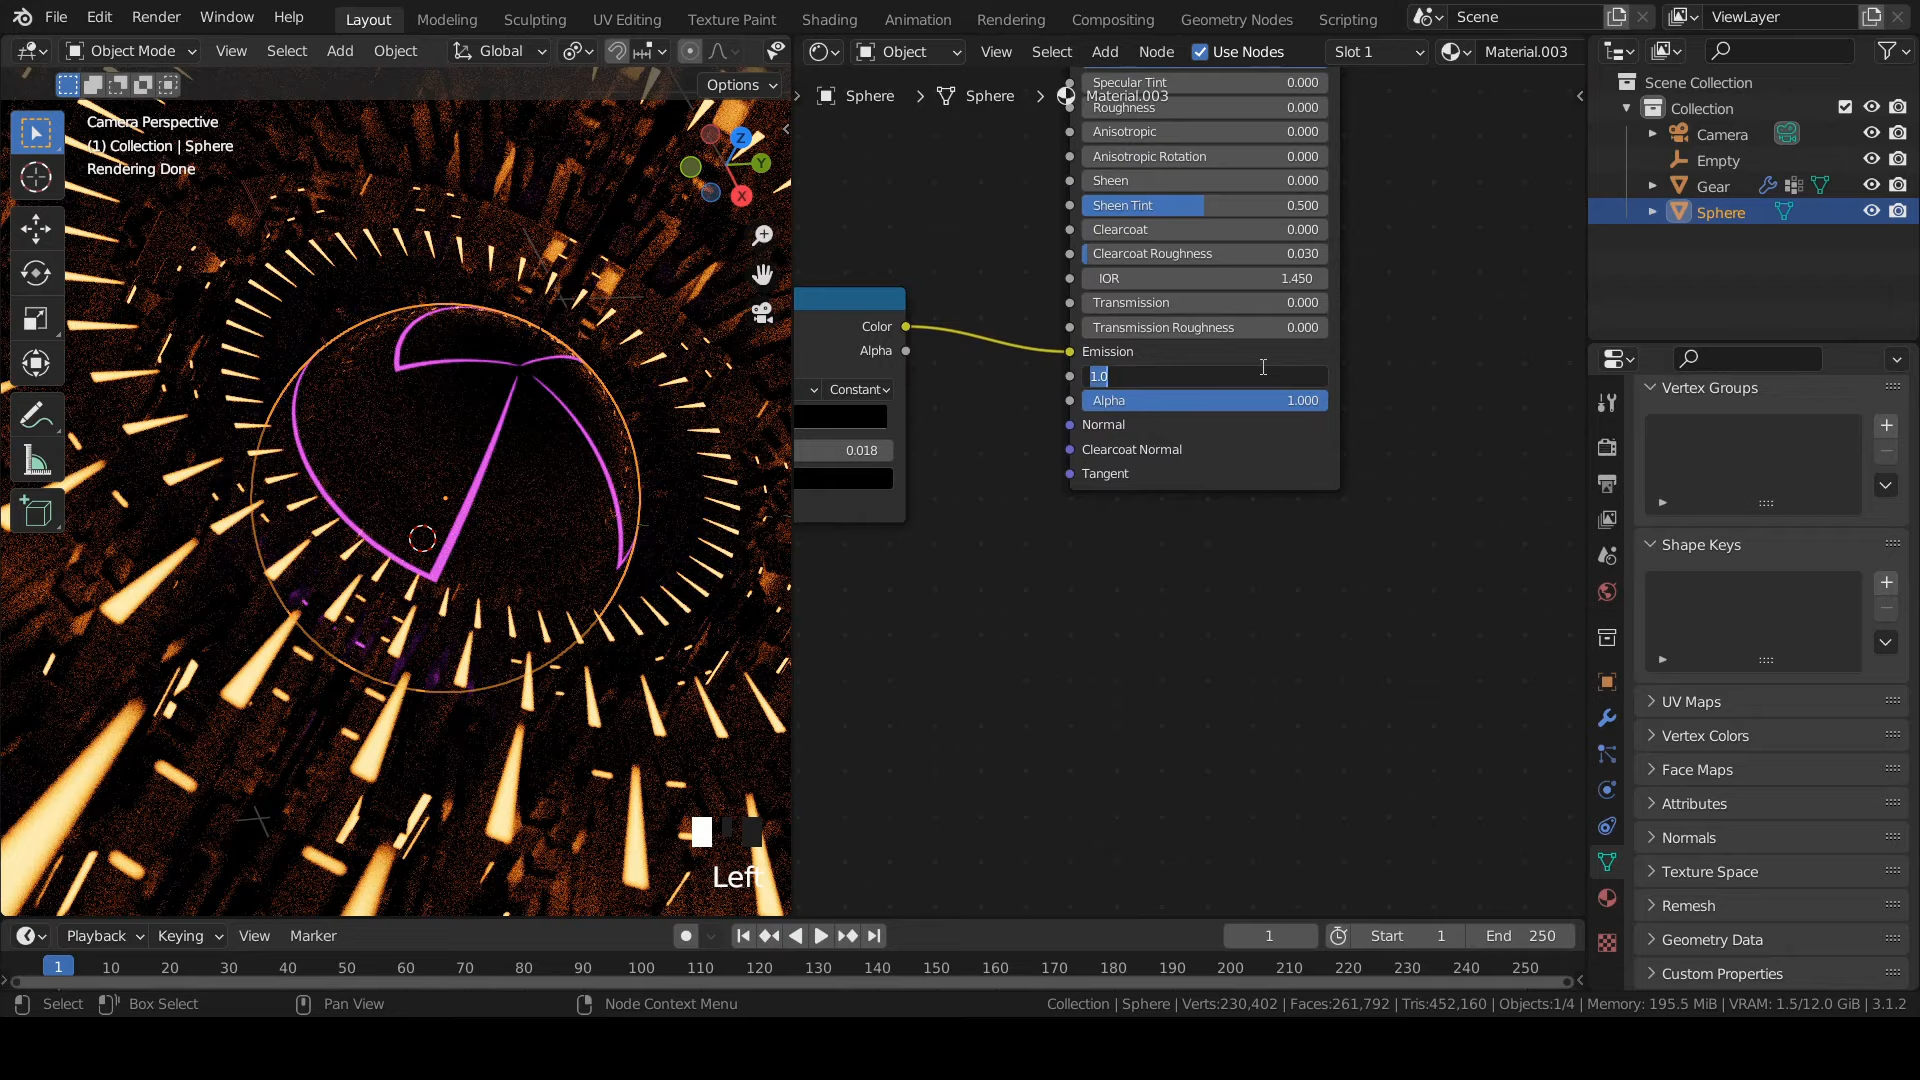 File Edit Render Window Help Layout Modeling Sculpting UV Editing Texture Paint Shading Animation Rendering Compositing Geometry Nodes Scripting Scene ViewLayer
Object Mode View Select Add Object Global
Object View Select Add Node Use Nodes Slot 1 Material.003
Options
Camera Perspective
(1) Collection | Sphere
Rendering Done
Z
Y
X
Sphere
Sphere
Material.003
Specular Tint 0.000
Roughness 0.000
Anisotropic 0.000
Anisotropic Rotation 0.000
Sheen 0.000
Sheen Tint 0.500
Clearcoat 0.000
Clearcoat Roughness 0.030
IOR 1.450
Transmission 0.000
Transmission Roughness 0.000
Emission
1.0
Alpha 1.000
Normal
Clearcoat Normal
Tangent
Color
Alpha
Constant
0.018
Left
Scene Collection
Collection
Camera
Empty
Gear
Sphere
Vertex Groups
Shape Keys
UV Maps
Vertex Colors
Face Maps
Attributes
Normals
Texture Space
Remesh
Geometry Data
Custom Properties
Playback Keying View Marker 1 Start 1 End 250
1 10 20 30 40 50 60 70 80 90 100 110 120 130 140 150 160 170 180 190 200 210 220 230 240 250
Select Box Select Pan View Node Context Menu Collection | Sphere | Verts:230,402 | Faces:261,792 | Tris:452,160 | Objects:1/4 | Memory: 195.5 MiB | VRAM: 1.5/12.0 GiB | 3.1.2